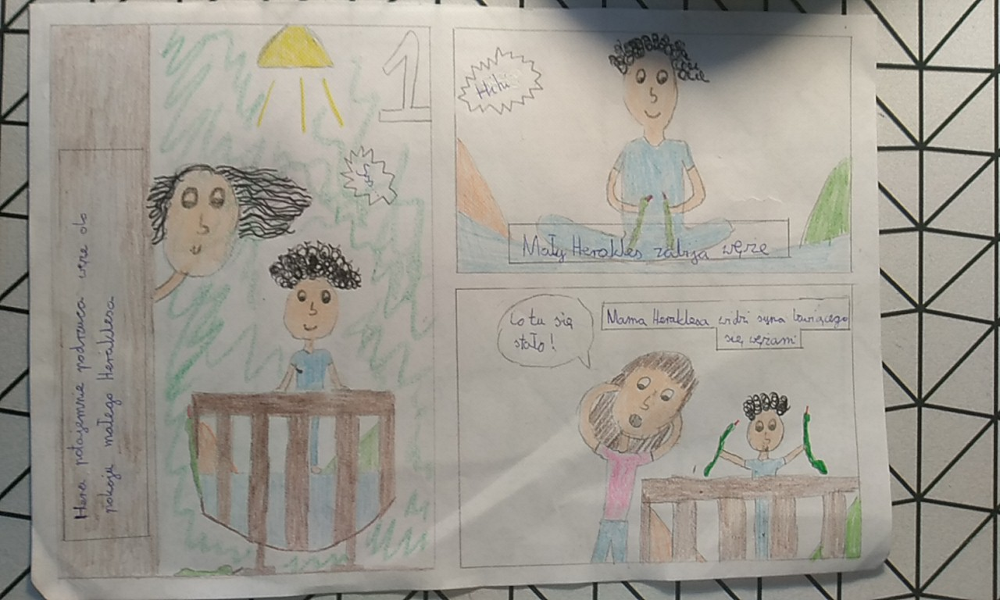 1
Hera potajemnie podrzuca węże do
pokoju małego Heraklesa
Hihi
Mały Herakles zabija węże
Co tu się
stało!
Mama Heraklesa widzi syna bawiącego
się wężami